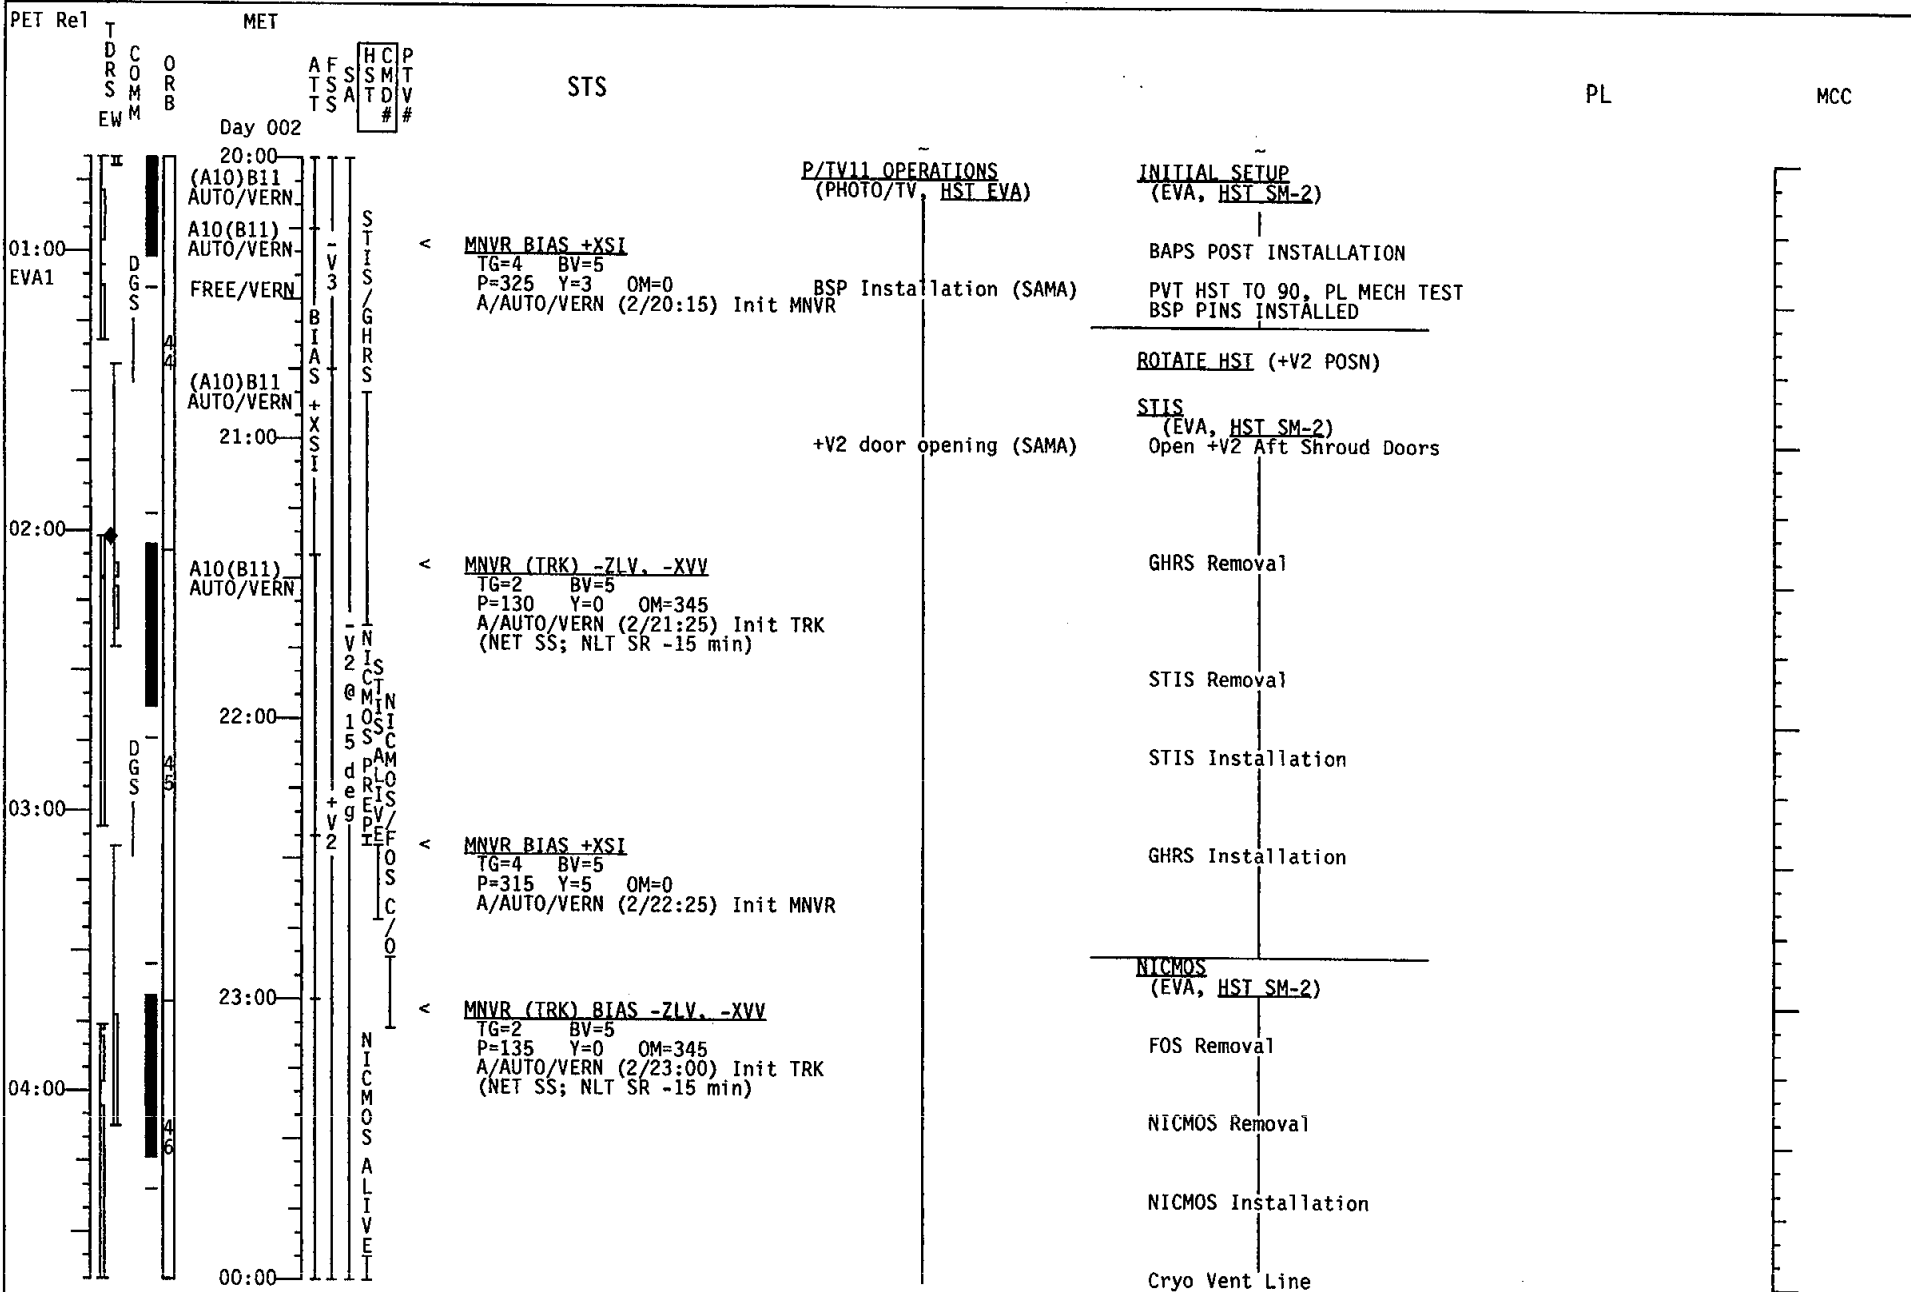 PET Rel
TDRS
EW
COMM
ORB
MET
ATT
FSS
SA
HST
CMD#
PTV#
STS
PL
MCC
Day 002
20:00
(A10)B11
AUTO/VERN
A10(B11)
AUTO/VERN
FREE/VERN
(A10)B11
AUTO/VERN
21:00
A10(B11)
AUTO/VERN
22:00
23:00
00:00
01:00
EVA1
02:00
03:00
04:00
DGS
DGS
44
45
46
BIAS +XSI
-V3
+V2
-V2 @ 15 deg
STIS/GHRS
NICMOS PREP
STIS ALIVE
NICMOS/FOS C/O
NICMOS ALIVE
< MNVR BIAS +XSI
TG=4 BV=5
P=325 Y=3 OM=0
A/AUTO/VERN (2/20:15) Init MNVR
< MNVR (TRK) -ZLV, -XVV
TG=2 BV=5
P=130 Y=0 OM=345
A/AUTO/VERN (2/21:25) Init TRK
(NET SS; NLT SR -15 min)
< MNVR BIAS +XSI
TG=4 BV=5
P=315 Y=5 OM=0
A/AUTO/VERN (2/22:25) Init MNVR
< MNVR (TRK) BIAS -ZLV, -XVV
TG=2 BV=5
P=135 Y=0 OM=345
A/AUTO/VERN (2/23:00) Init TRK
(NET SS; NLT SR -15 min)
~
P/TV11 OPERATIONS
(PHOTO/TV, HST EVA)
BSP Installation (SAMA)
+V2 door opening (SAMA)
~
INITIAL SETUP
(EVA, HST SM-2)
BAPS POST INSTALLATION
PVT HST TO 90, PL MECH TEST
BSP PINS INSTALLED
ROTATE HST (+V2 POSN)
STIS
(EVA, HST SM-2)
Open +V2 Aft Shroud Doors
GHRS Removal
STIS Removal
STIS Installation
GHRS Installation
NICMOS
(EVA, HST SM-2)
FOS Removal
NICMOS Removal
NICMOS Installation
Cryo Vent Line